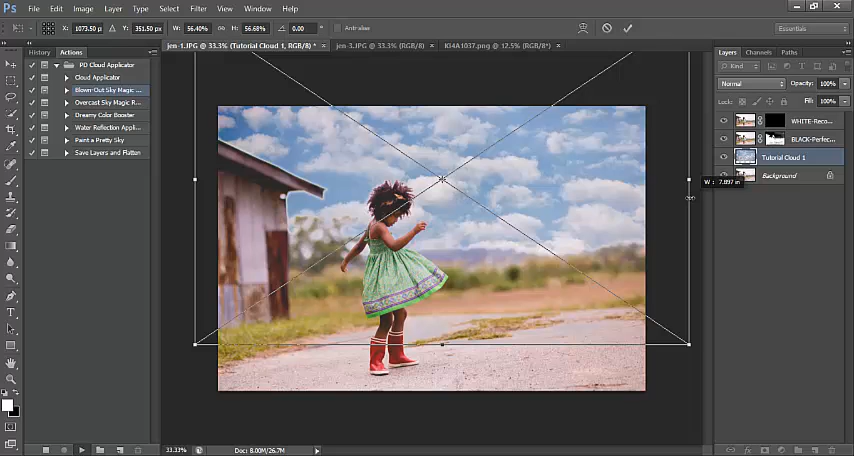 Ps File Edit Image Layer Type Select Filter View Window Help
X: 1073.50 p Y: 351.50 px W: 56.40% H: 56.68% 0.00 ° Antialias Essentials
jen-1.JPG @ 33.3% (Tutorial Cloud 1, RGB/8) * × jen-3.JPG @ 33.3% (RGB/8) × KI4A1037.png @ 12.5% (RGB/8*) ×
History Actions
PD Cloud Applicator
Cloud Applicator
Blown-Out Sky Magic ...
Overcast Sky Magic R...
Dreamy Color Booster
Water Reflection Appli...
Paint a Pretty Sky
Save Layers and Flatten
Layers Channels Paths
Kind
Normal Opacity: 100%
Lock: Fill: 100%
WHITE-Reco...
BLACK-Perfec...
Tutorial Cloud 1
Background
W: 7.897 in
33.33% Doc: 8.00M/26.7M